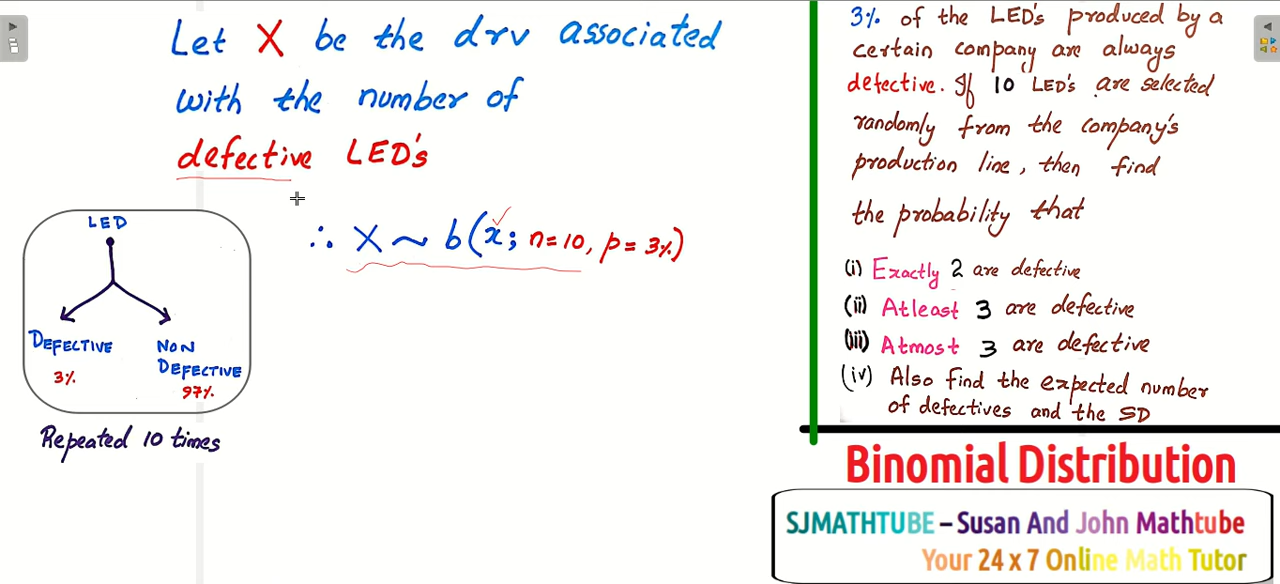 Let X be the drv associated
with the number of
defective LED's
∴ X ~ b(x; n=10, p = 3%)
LED
DEFECTIVE
3%
NON
DEFECTIVE
97%
Repeated 10 times
3% of the LED's produced by a
certain company are always
defective. If 10 LED's are selected
randomly from the company's
production line, then find
the probability that
(i) Exactly 2 are defective
(ii) Atleast 3 are defective
(iii) Atmost 3 are defective
(iv) Also find the expected number
of defectives and the SD
Binomial Distribution
SJMATHTUBE – Susan And John Mathtube
Your 24 x 7 Online Math Tutor